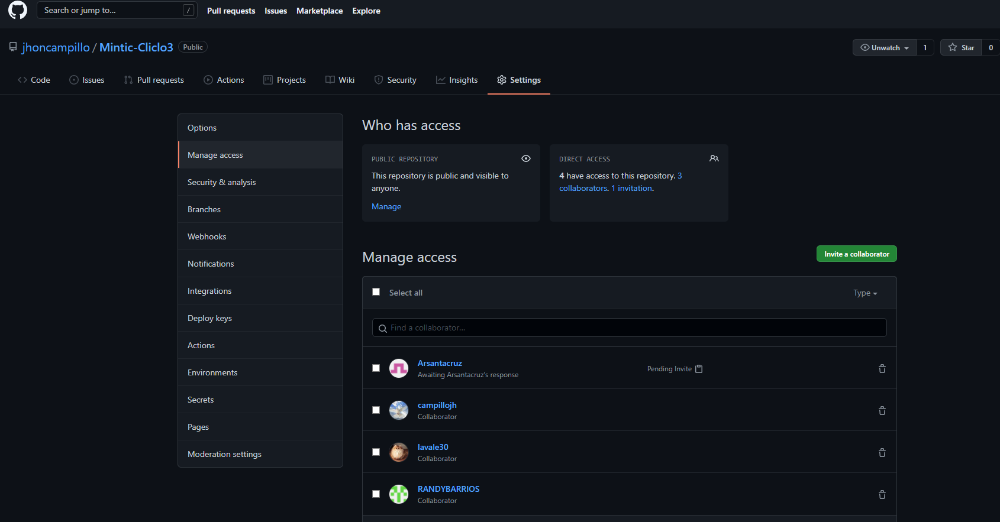 Search or jump to... /
Pull requests Issues Marketplace Explore
jhoncampillo / Mintic-Cliclo3 Public
Unwatch 1 Star 0
Code Issues Pull requests Actions Projects Wiki Security Insights Settings
Options
Manage access
Security & analysis
Branches
Webhooks
Notifications
Integrations
Deploy keys
Actions
Environments
Secrets
Pages
Moderation settings
Who has access
PUBLIC REPOSITORY
This repository is public and visible to
anyone.
Manage
DIRECT ACCESS
4 have access to this repository. 3
collaborators. 1 invitation.
Manage access
Invite a collaborator
Select all Type
Find a collaborator...
Arsantacruz
Awaiting Arsantacruz's response
Pending Invite
campillojh
Collaborator
lavale30
Collaborator
RANDYBARRIOS
Collaborator